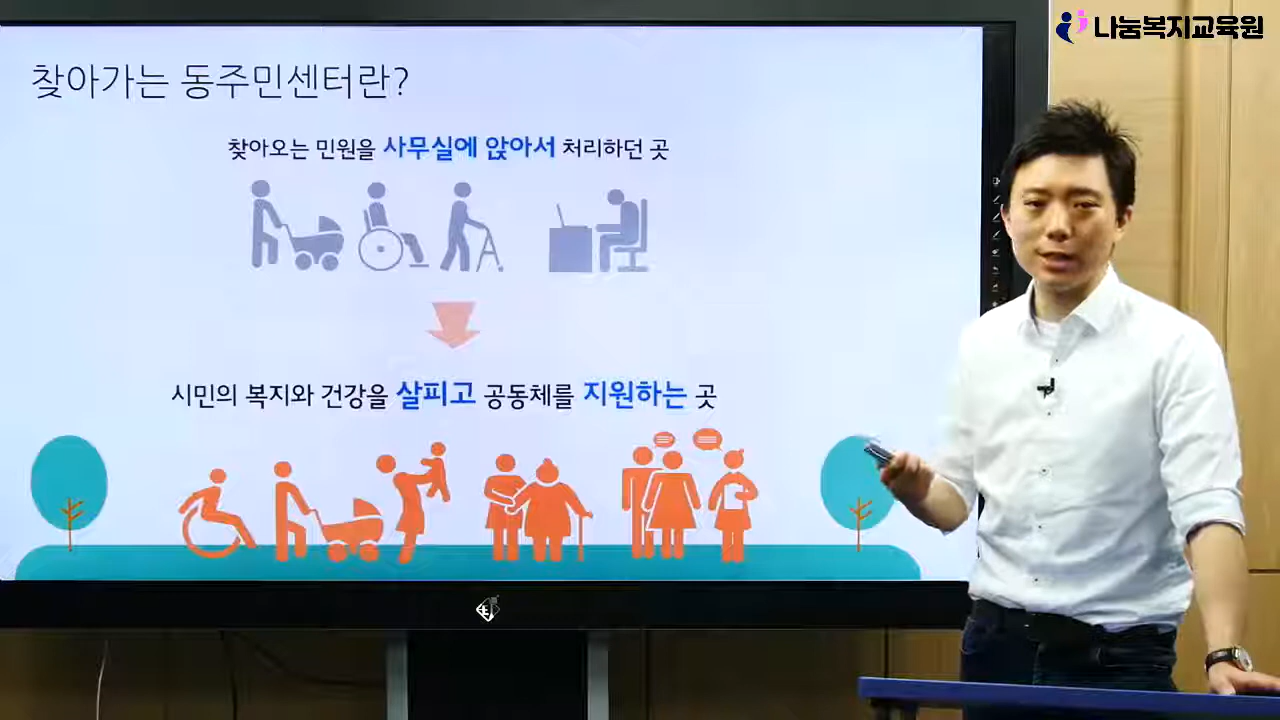 나눔복지교육원
찾아가는 동주민센터란?
찾아오는 민원을 사무실에 앉아서 처리하던 곳
시민의 복지와 건강을 살피고 공동체를 지원하는 곳